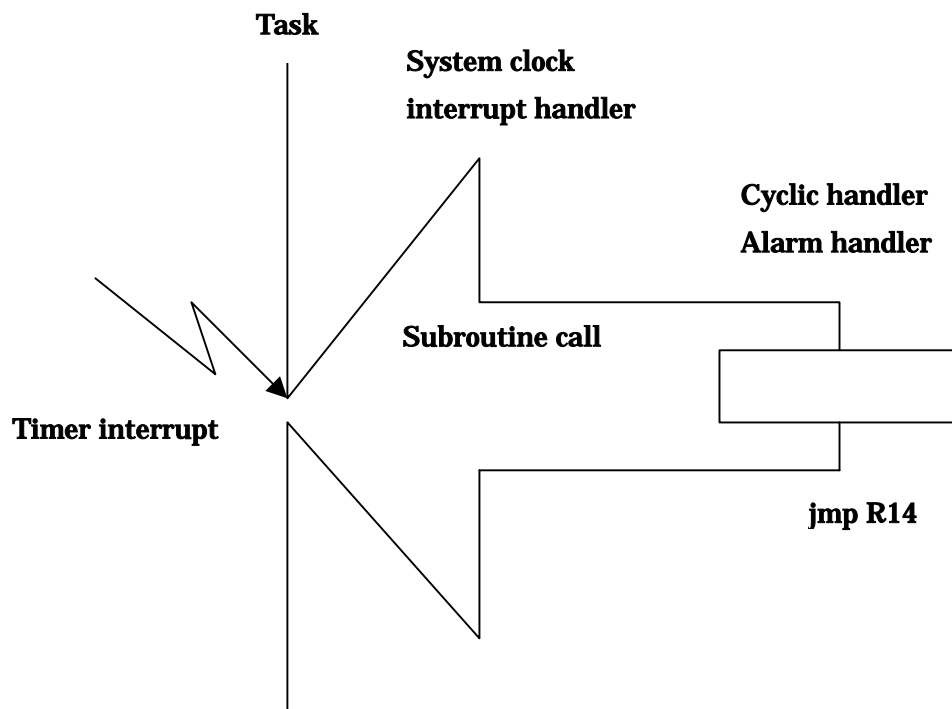 Task
System clock
interrupt handler
Cyclic handler
Alarm handler
Subroutine call
Timer interrupt
jmp R14